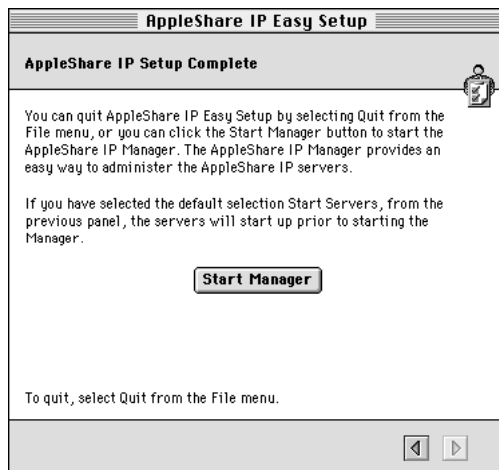 AppleShare IP Easy Setup
AppleShare IP Setup Complete
You can quit AppleShare IP Easy Setup by selecting Quit from the
File menu, or you can click the Start Manager button to start the
AppleShare IP Manager. The AppleShare IP Manager provides an
easy way to administer the AppleShare IP servers.
If you have selected the default selection Start Servers, from the
previous panel, the servers will start up prior to starting the
Manager.
Start Manager
To quit, select Quit from the File menu.